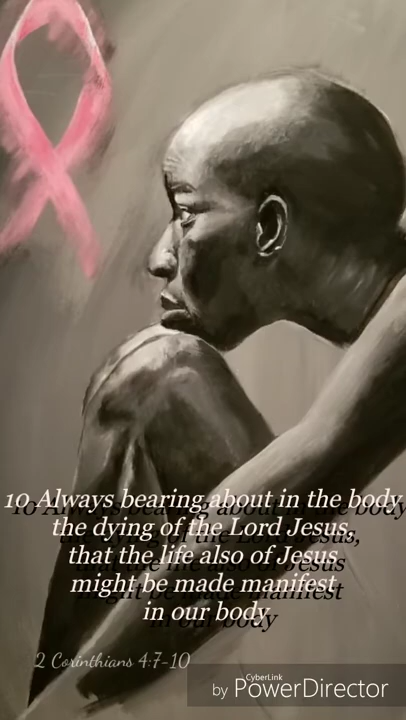 10 Always bearing about in the body
the dying of the Lord Jesus,
that the life also of Jesus
might be made manifest
in our body
2 Corinthians 4:7-10
by CyberLink PowerDirector